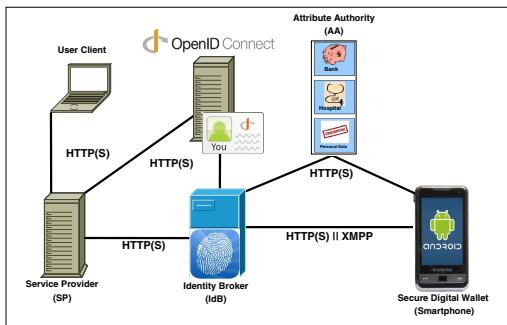 Attribute Authority
(AA)
OpenID Connect
User Client
Bank
Hospital
Personal Data
You
HTTP(S)
HTTP(S)
HTTP(S)
HTTP(S)
HTTP(S) || XMPP
ANDROID
SAMSUNG
Service Provider
(SP)
Identity Broker
(IdB)
Secure Digital Wallet
(Smartphone)